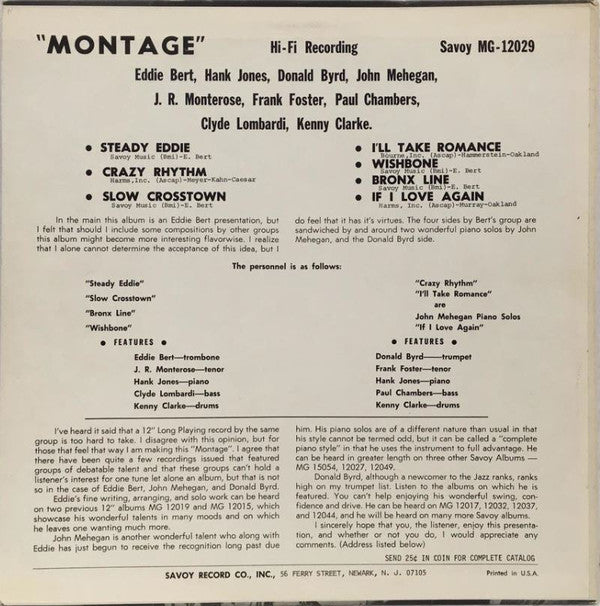 "MONTAGE" Hi-Fi Recording Savoy MG-12029
Eddie Bert, Hank Jones, Donald Byrd, John Mehegan,
J. R. Monterose, Frank Foster, Paul Chambers,
Clyde Lombardi, Kenny Clarke.
● STEADY EDDIE
Savoy Music (Bmi)-E. Bert
● CRAZY RHYTHM
Harms,Inc. (Ascap)-Meyer-Kahn-Caesar
● SLOW CROSSTOWN
Savoy Music (Bmi)-E. Bert
● I'LL TAKE ROMANCE
Bourne,Inc. (Ascap)-Hammerstein-Oakland
● WISHBONE
Savoy Music (Bmi)-E. Bert
● BRONX LINE
Savoy Music (Bmi)-E. Bert
● IF I LOVE AGAIN
Harms, Inc. (Ascap)-Murray-Oakland
In the main this album is an Eddie Bert presentation, but
I felt that should I include some compositions by other groups
this album might become more interesting flavorwise. I realize
that I alone cannot determine the acceptance of this idea, but I
do feel that it has it's virtues. The four sides by Bert's group are
sandwiched by and around two wonderful piano solos by John
Mehegan, and the Donald Byrd side.
The personnel is as follows:
"Steady Eddie"
"Slow Crosstown"
"Bronx Line"
"Wishbone"
● FEATURES ●
Eddie Bert—trombone
J. R. Monterose—tenor
Hank Jones—piano
Clyde Lombardi—bass
Kenny Clarke—drums
"Crazy Rhythm"
"I'll Take Romance"
are
John Mehegan Piano Solos
"If I Love Again"
● FEATURES ●
Donald Byrd—trumpet
Frank Foster—tenor
Hank Jones—piano
Paul Chambers—bass
Kenny Clarke—drums
I've heard it said that a 12" Long Playing record by the same
group is too hard to take. I disagree with this opinion, but for
those that feel that way I am making this "Montage". I agree that
there have been quite a few recordings issued that featured
groups of debatable talent and that these groups can't hold a
listener's interest for one tune let alone an album, but that is not
so in the case of Eddie Bert, John Mehegan, and Donald Byrd.
Eddie's fine writing, arranging, and solo work can be heard
on two previous 12" albums MG 12019 and MG 12015, which
showcase his wonderful talents in many moods and on which
he leaves one wanting much more.
John Mehegan is another wonderful talent who along with
Eddie has just begun to receive the recognition long past due
him. His piano solos are of a different nature than usual in that
his style cannot be termed odd, but it can be called a "complete
piano style" in that he uses the instrument to full advantage. He
can be heard in greater length on three other Savoy Albums —
MG 15054, 12027, 12049.
Donald Byrd, although a newcomer to the Jazz ranks, ranks
high on my trumpet list. Listen to the albums on which he is
featured. You can't help enjoying his wonderful swing, con-
fidence and drive. He can be heard on MG 12017, 12032, 12037,
and 12044, and he will be heard on many more Savoy albums.
I sincerely hope that you, the listener, enjoy this presenta-
tion, and whether or not you do, I would appreciate any
comments. (Address listed below)
SEND 25¢ IN COIN FOR COMPLETE CATALOG
SAVOY RECORD CO., INC., 56 FERRY STREET, NEWARK, N. J. 07105 Printed in U.S.A.